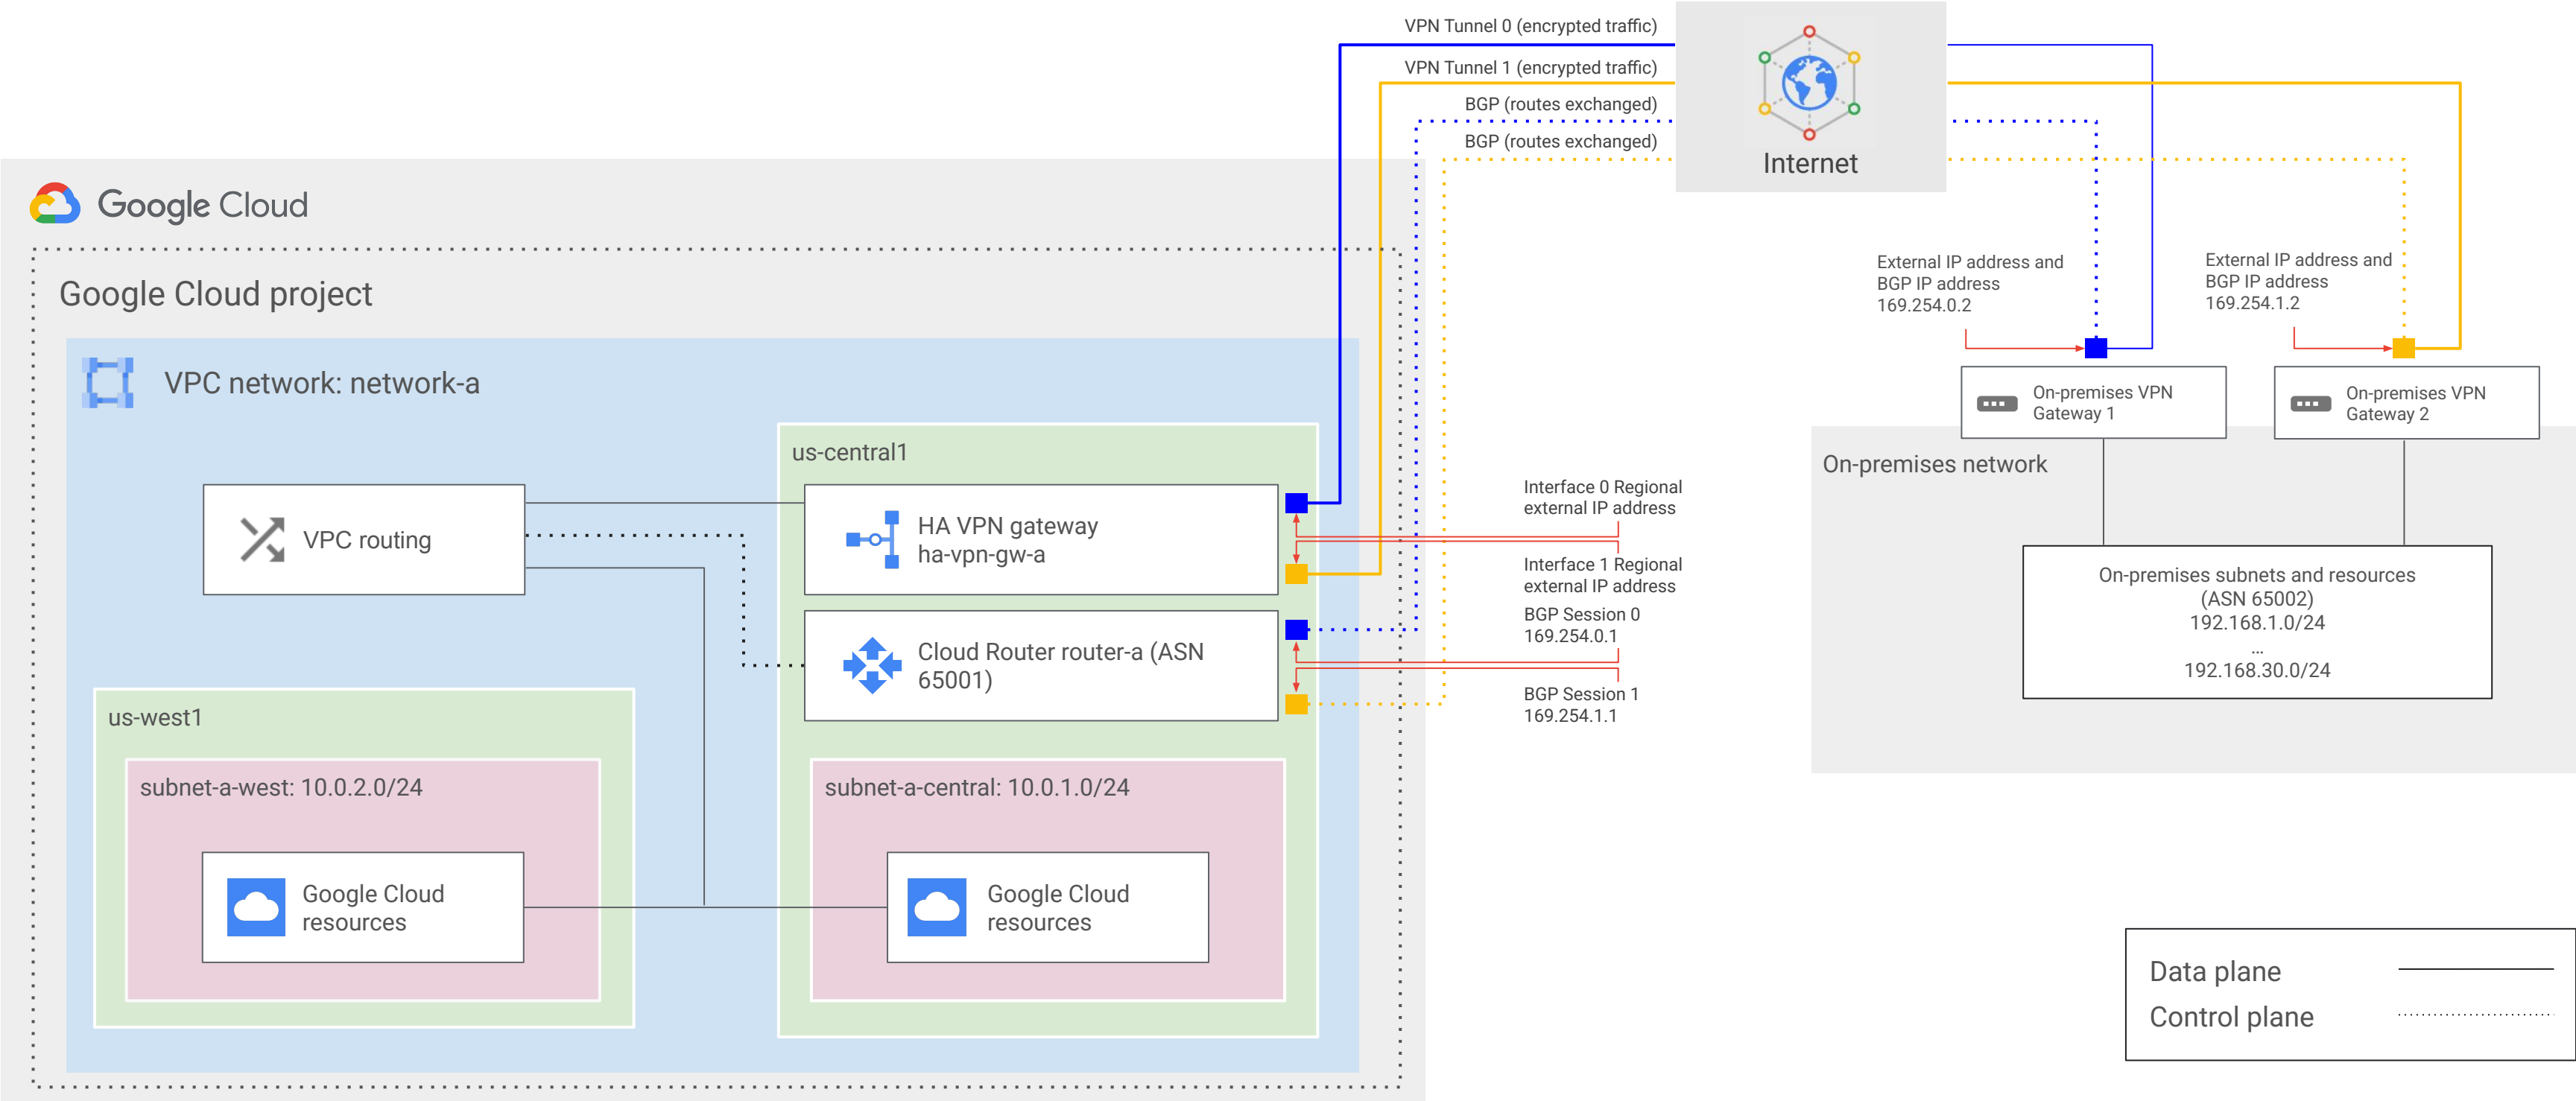 VPN Tunnel 0 (encrypted traffic)
VPN Tunnel 1 (encrypted traffic)
BGP (routes exchanged)
BGP (routes exchanged)
Internet
Google Cloud
Google Cloud project
VPC network: network-a
us-central1
VPC routing
HA VPN gateway
ha-vpn-gw-a
Cloud Router router-a (ASN
65001)
us-west1
subnet-a-west: 10.0.2.0/24
Google Cloud
resources
subnet-a-central: 10.0.1.0/24
Google Cloud
resources
Interface 0 Regional
external IP address
Interface 1 Regional
external IP address
BGP Session 0
169.254.0.1
BGP Session 1
169.254.1.1
External IP address and
BGP IP address
169.254.0.2
External IP address and
BGP IP address
169.254.1.2
On-premises VPN
Gateway 1
On-premises VPN
Gateway 2
On-premises network
On-premises subnets and resources
(ASN 65002)
192.168.1.0/24
...
192.168.30.0/24
Data plane
Control plane